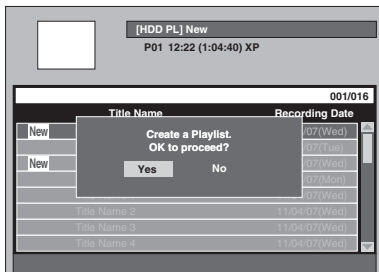 [HDD PL] New
P01 12:22 (1:04:40) XP
001/016
Title Name Recording Date
New /07(Wed)
/07(Tue)
New /07(Wed)
/07(Mon)
Create a Playlist.
OK to proceed?
Yes No
11/04/07(Wed)
Title Name 2 11/04/07(Wed)
Title Name 3 11/04/07(Wed)
Title Name 4 11/04/07(Wed)